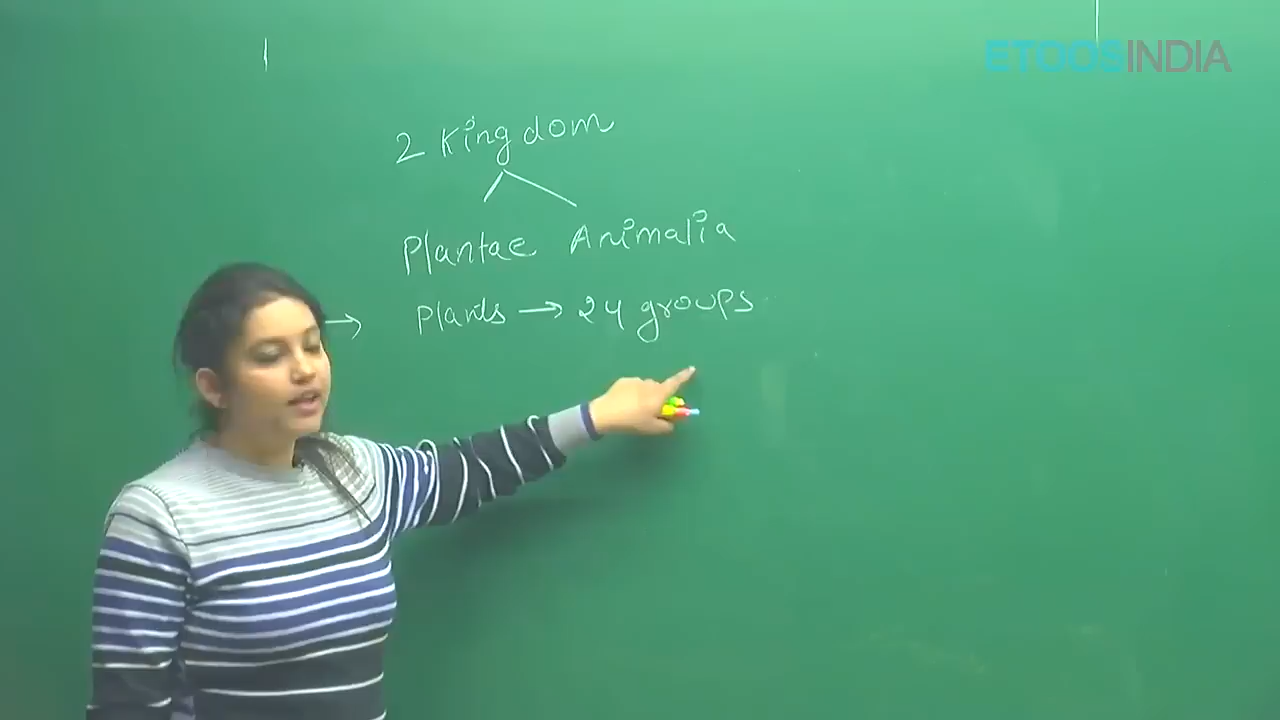 ETOOSINDIA
2 Kingdom
Plantae Animalia
→ Plants → 24 groups